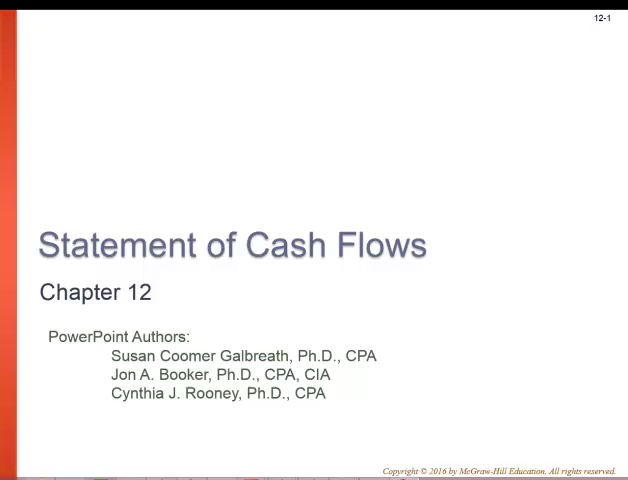 12-1
Statement of Cash Flows
Chapter 12
PowerPoint Authors:
Susan Coomer Galbreath, Ph.D., CPA
Jon A. Booker, Ph.D., CPA, CIA
Cynthia J. Rooney, Ph.D., CPA
Copyright © 2016 by McGraw-Hill Education. All rights reserved.